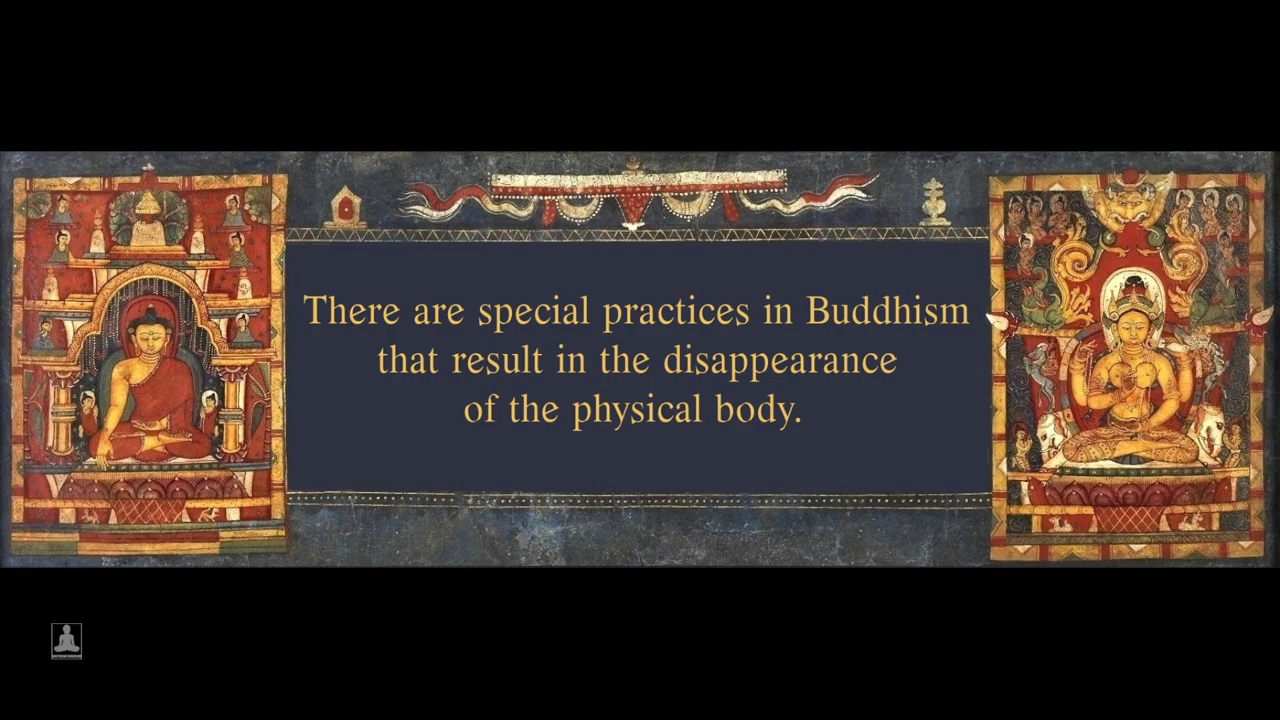 There are special practices in Buddhism
that result in the disappearance
of the physical body.